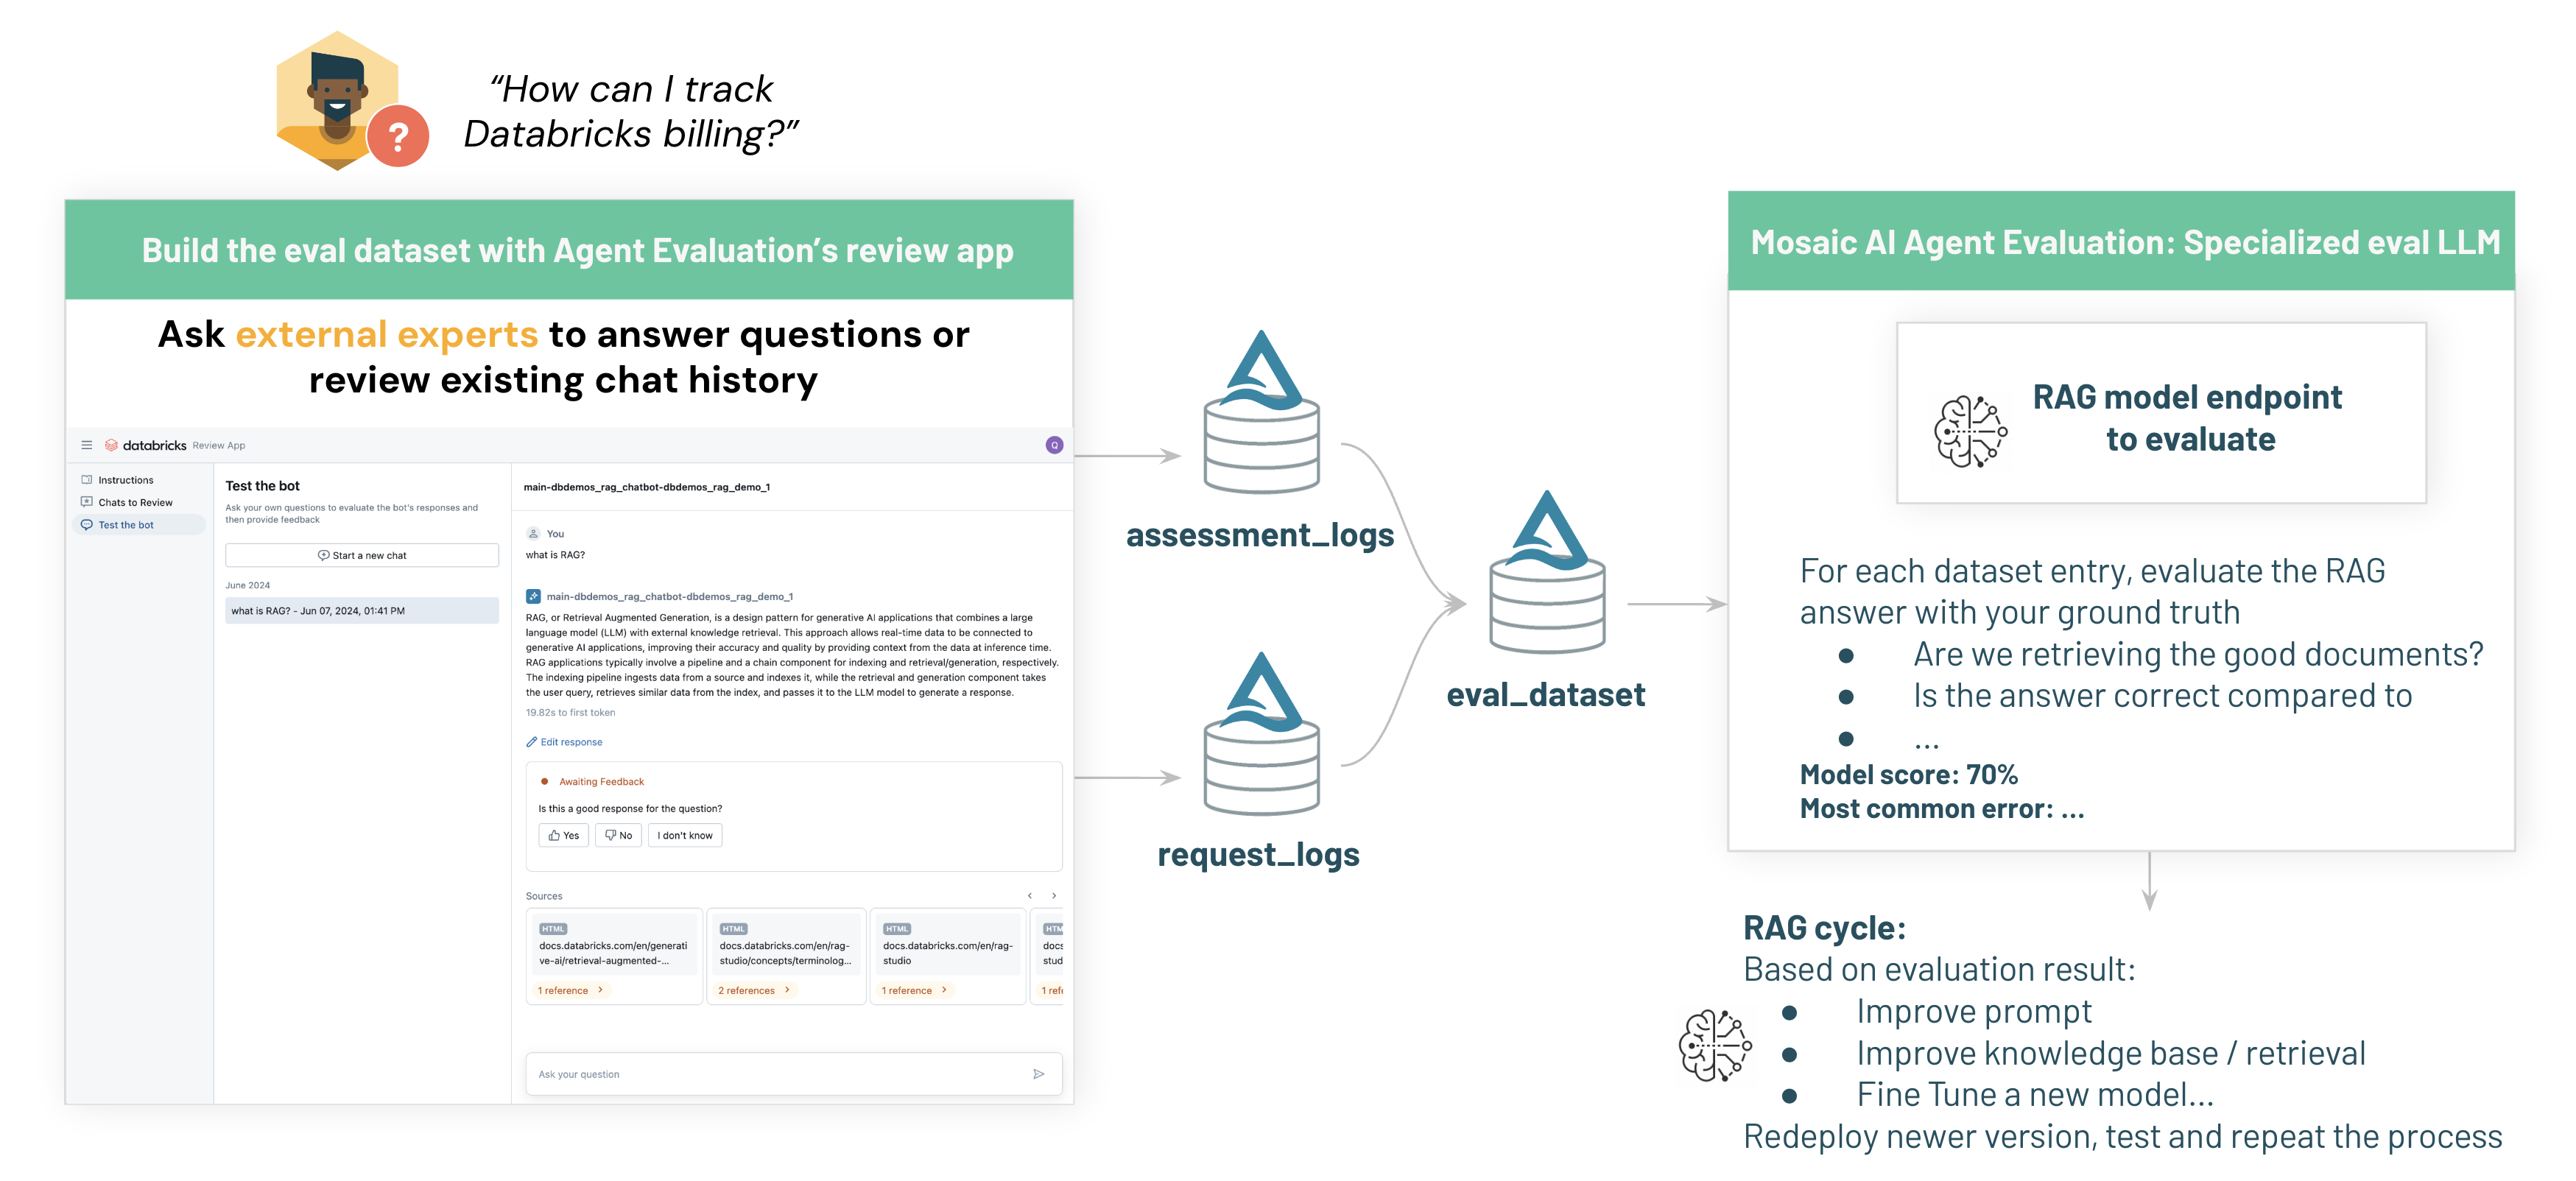 “How can I track
Databricks billing?”
?
Build the eval dataset with Agent Evaluation’s review app
Ask external experts to answer questions or
review existing chat history
databricks Review App
Q
Instructions
Chats to Review
Test the bot
Test the bot
Ask your own questions to evaluate the bot's responses and
then provide feedback
Start a new chat
June 2024
what is RAG? - Jun 07, 2024, 01:41 PM
main-dbdemos_rag_chatbot-dbdemos_rag_demo_1
You
what is RAG?
main-dbdemos_rag_chatbot-dbdemos_rag_demo_1
RAG, or Retrieval Augmented Generation, is a design pattern for generative AI applications that combines a large
language model (LLM) with external knowledge retrieval. This approach allows real-time data to be connected to
generative AI applications, improving their accuracy and quality by providing context from the data at inference time.
RAG applications typically involve a pipeline and a chain component for indexing and retrieval/generation, respectively.
The indexing pipeline ingests data from a source and indexes it, while the retrieval and generation component takes
the user query, retrieves similar data from the index, and passes it to the LLM model to generate a response.
19.82s to first token
Edit response
Awaiting Feedback
Is this a good response for the question?
Yes
No
I don't know
Sources
HTML
docs.databricks.com/en/generati
ve-ai/retrieval-augmented-...
1 reference
HTML
docs.databricks.com/en/rag-
studio/concepts/terminolog...
2 references
HTML
docs.databricks.com/en/rag-
studio
1 reference
HTM
docs
stud
1 refe
Ask your question
assessment_logs
request_logs
eval_dataset
Mosaic AI Agent Evaluation: Specialized eval LLM
RAG model endpoint
to evaluate
For each dataset entry, evaluate the RAG
answer with your ground truth
● Are we retrieving the good documents?
● Is the answer correct compared to
● ...
Model score: 70%
Most common error: ...
RAG cycle:
Based on evaluation result:
● Improve prompt
● Improve knowledge base / retrieval
● Fine Tune a new model...
Redeploy newer version, test and repeat the process